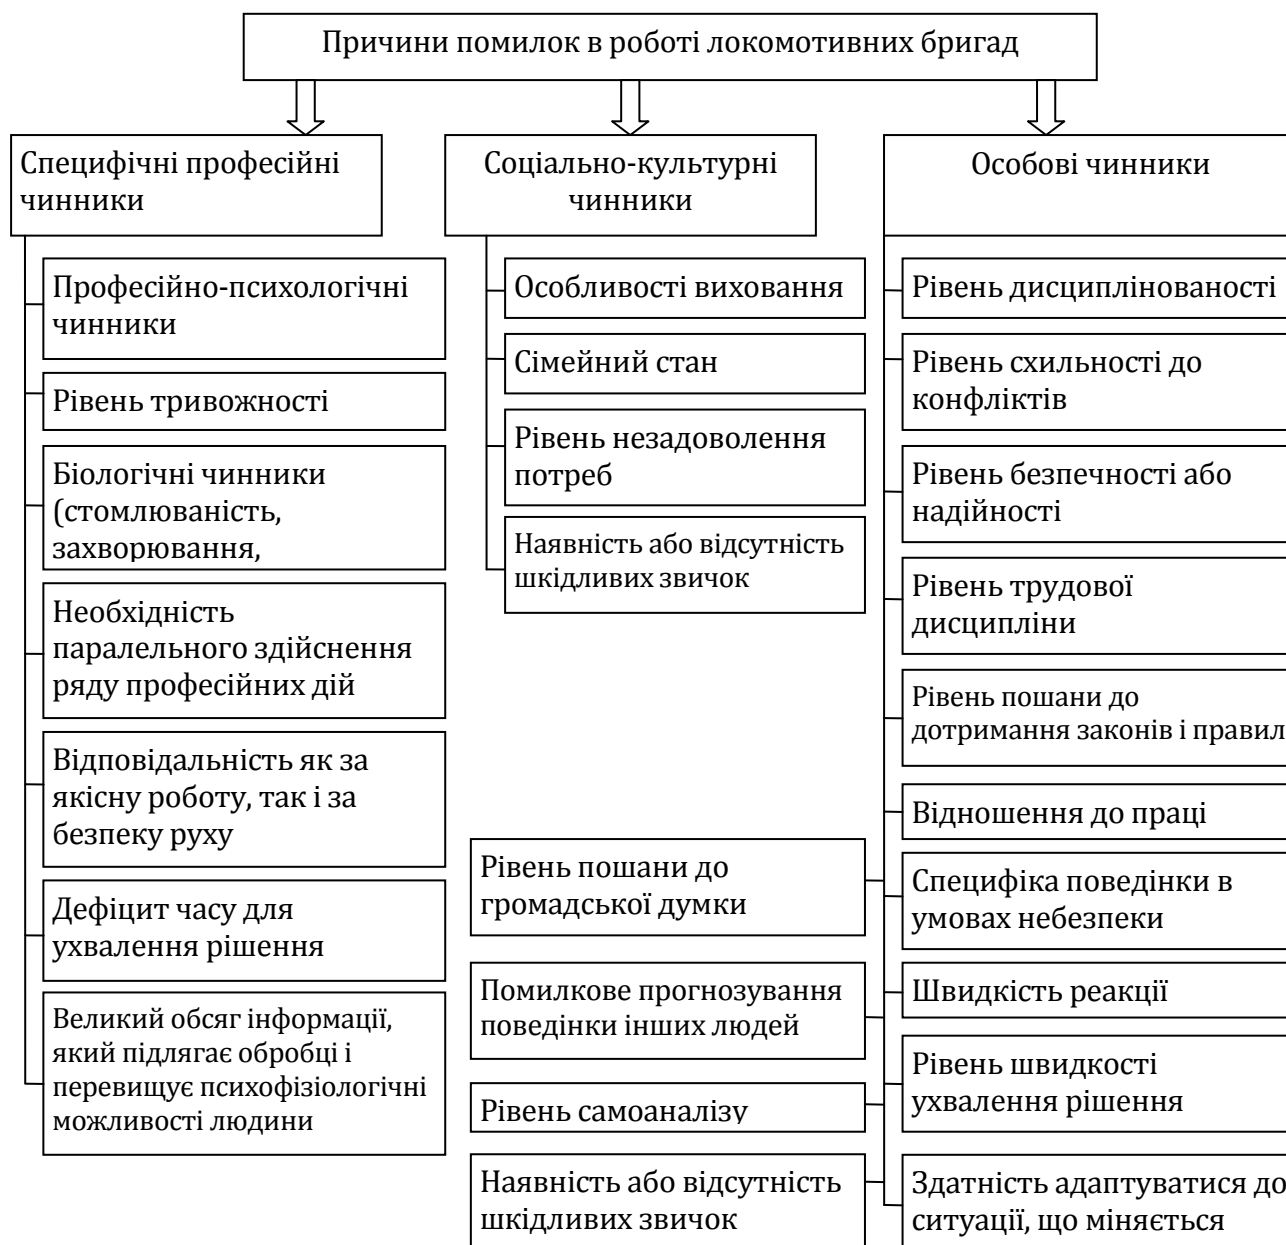 Причини помилок в роботі локомотивних бригад
Специфічні професійні
чинники
Професійно-психологічні
чинники
Рівень тривожності
Біологічні чинники
(стомлюваність,
захворювання,
Необхідність
паралельного здійснення
ряду професійних дій
Відповідальність як за
якісну роботу, так і за
безпеку руху
Дефіцит часу для
ухвалення рішення
Великий обсяг інформації,
який підлягає обробці і
перевищує психофізіологічні
можливості людини
Соціально-культурні
чинники
Особливості виховання
Сімейний стан
Рівень незадоволення
потреб
Наявність або відсутність
шкідливих звичок
Особові чинники
Рівень дисциплінованості
Рівень схильності до
конфліктів
Рівень безпечності або
надійності
Рівень трудової
дисципліни
Рівень пошани до
дотримання законів і правил
Відношення до праці
Рівень пошани до
громадської думки
Специфіка поведінки в
умовах небезпеки
Помилкове прогнозування
поведінки інших людей
Швидкість реакції
Рівень швидкості
ухвалення рішення
Рівень самоаналізу
Наявність або відсутність
шкідливих звичок
Здатність адаптуватися до
ситуації, що міняється